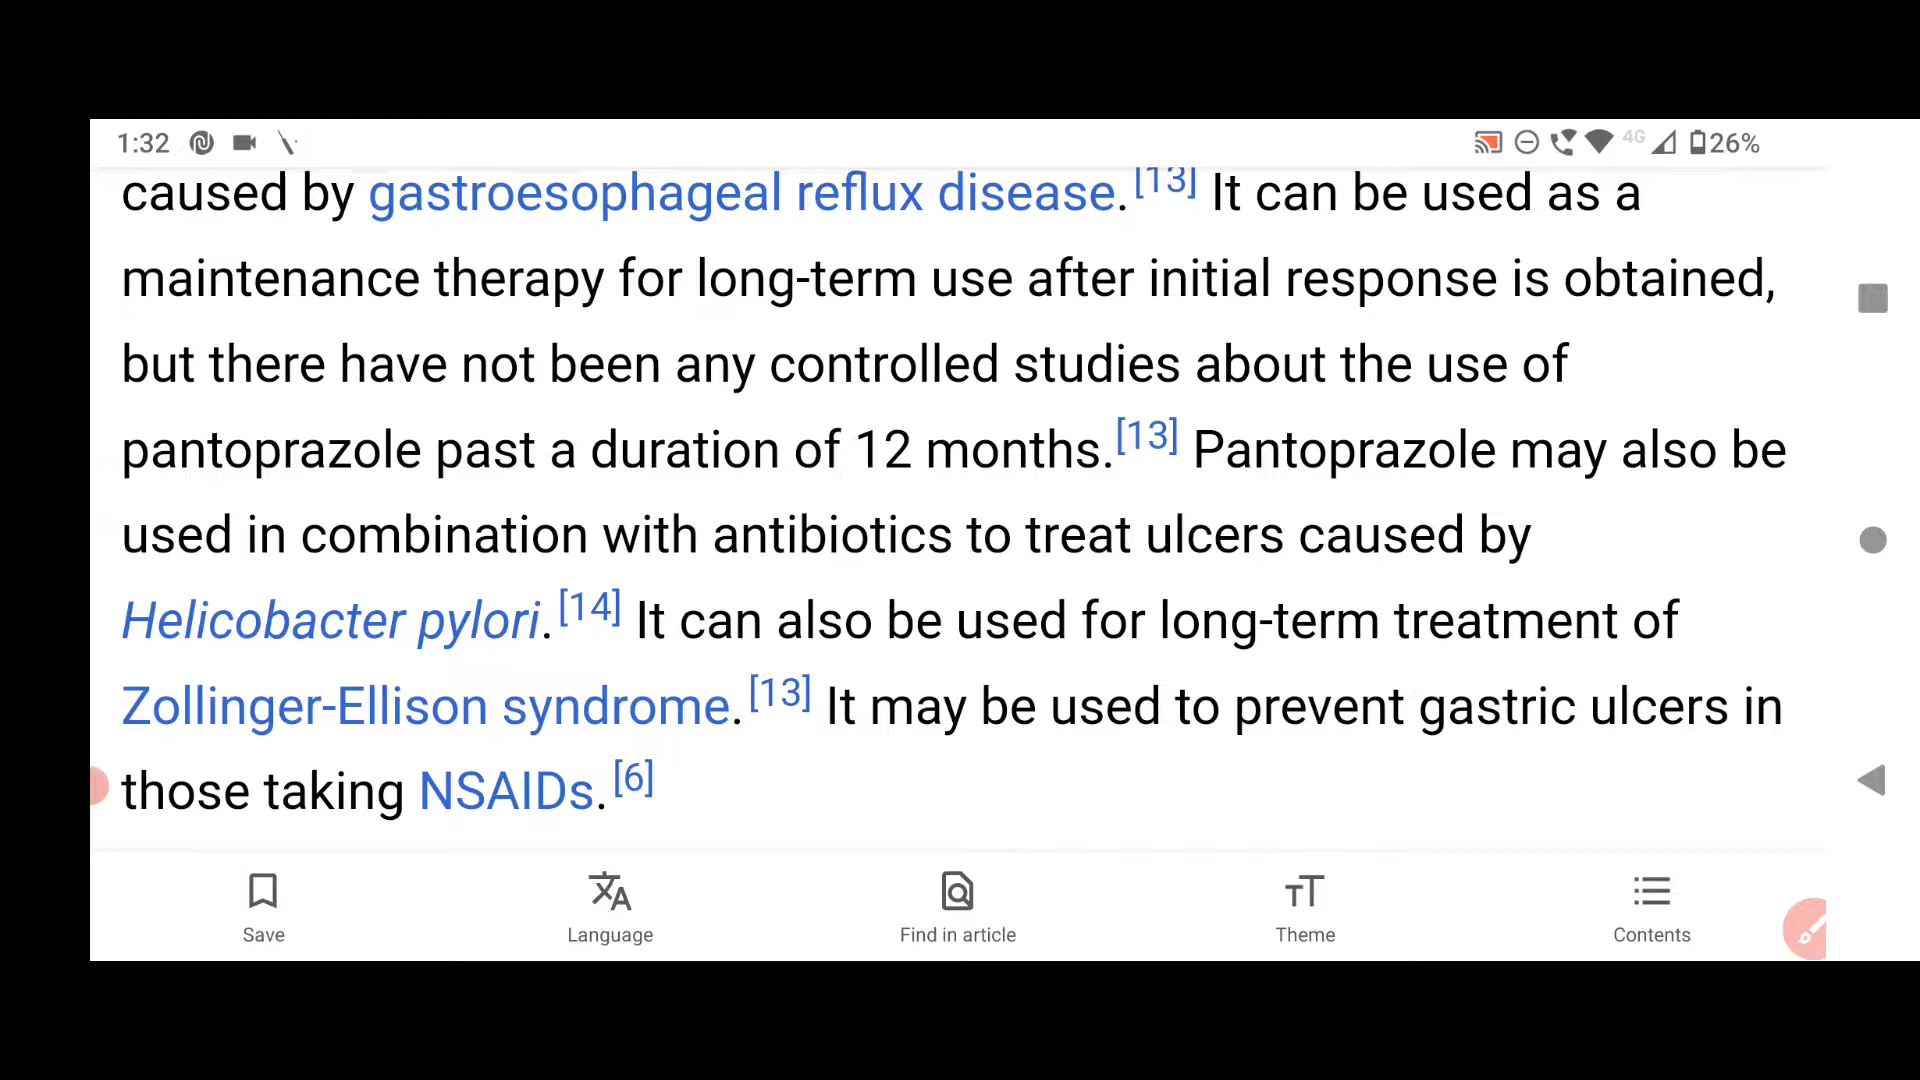 1:32 4G 26%
caused by gastroesophageal reflux disease.[13] It can be used as a
maintenance therapy for long-term use after initial response is obtained,
but there have not been any controlled studies about the use of
pantoprazole past a duration of 12 months.[13] Pantoprazole may also be
used in combination with antibiotics to treat ulcers caused by
Helicobacter pylori.[14] It can also be used for long-term treatment of
Zollinger-Ellison syndrome.[13] It may be used to prevent gastric ulcers in
those taking NSAIDs.[6]
Save Language Find in article Theme Contents